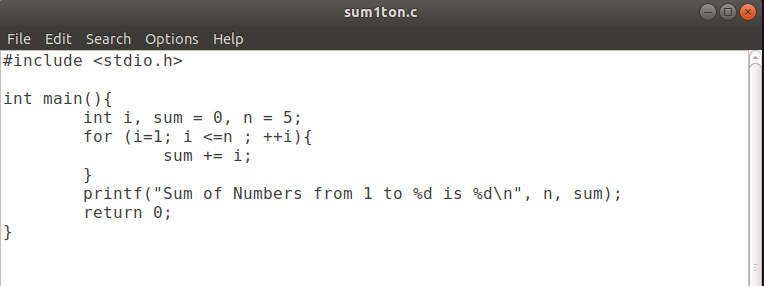 sum1ton.c
File Edit Search Options Help
#include <stdio.h>

int main(){
        int i, sum = 0, n = 5;
        for (i=1; i <=n ; ++i){
                sum += i;
        }
        printf("Sum of Numbers from 1 to %d is %d\n", n, sum);
        return 0;
}